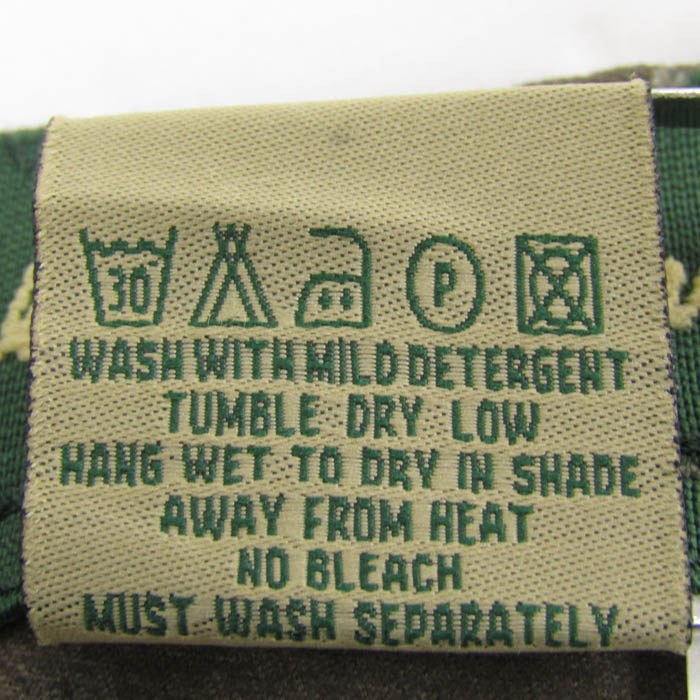 30 P
WASH WITH MILD DETERGENT
TUMBLE DRY LOW
HANG WET TO DRY IN SHADE
AWAY FROM HEAT
NO BLEACH
MUST WASH SEPARATELY